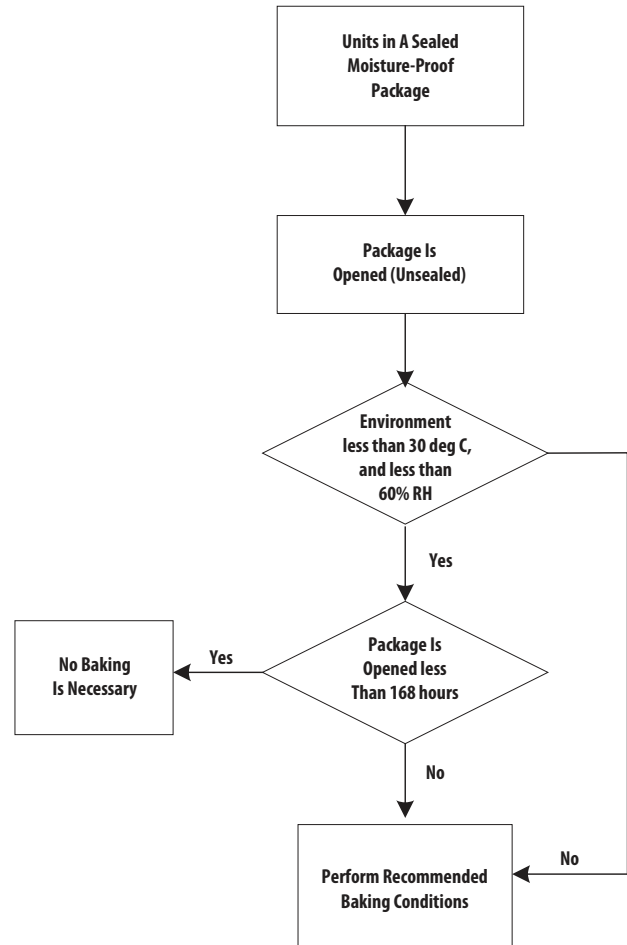 Units in A Sealed
Moisture-Proof
Package
Package Is
Opened (Unsealed)
Environment
less than 30 deg C,
and less than
60% RH
Yes
No Baking
Is Necessary
Yes
Package Is
Opened less
Than 168 hours
No
Perform Recommended
Baking Conditions
No